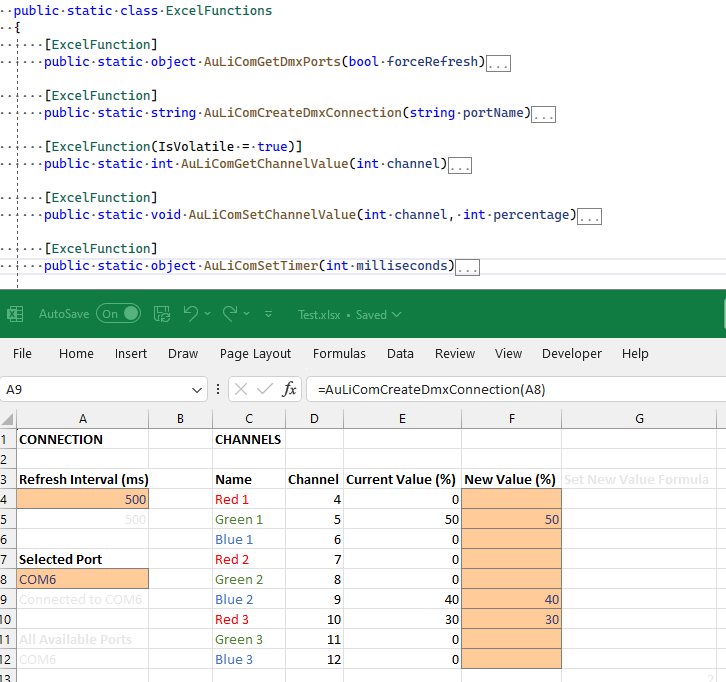 public static class ExcelFunctions
{
[ExcelFunction]
public static object AuLiComGetDmxPorts(bool forceRefresh)...
[ExcelFunction]
public static string AuLiComCreateDmxConnection(string portName)...
[ExcelFunction(IsVolatile = true)]
public static int AuLiComGetChannelValue(int channel)...
[ExcelFunction]
public static void AuLiComSetChannelValue(int channel, int percentage)...
[ExcelFunction]
public static object AuLiComSetTimer(int milliseconds)...
AutoSave On Test.xlsx • Saved
File Home Insert Draw Page Layout Formulas Data Review View Developer Help
A9 fx =AuLiComCreateDmxConnection(A8)
A B C D E F G
1 CONNECTION CHANNELS
2
3 Refresh Interval (ms) Name Channel Current Value (%) New Value (%) Set New Value Formula
4 500 Red 1 4 0
5 500 Green 1 5 50 50
6 Blue 1 6 0
7 Selected Port Red 2 7 0
8 COM6 Green 2 8 0
9 Connected to COM6 Blue 2 9 40 40
10 Red 3 10 30 30
11 All Available Ports Green 3 11 0
12 COM6 Blue 3 12 0
13 2